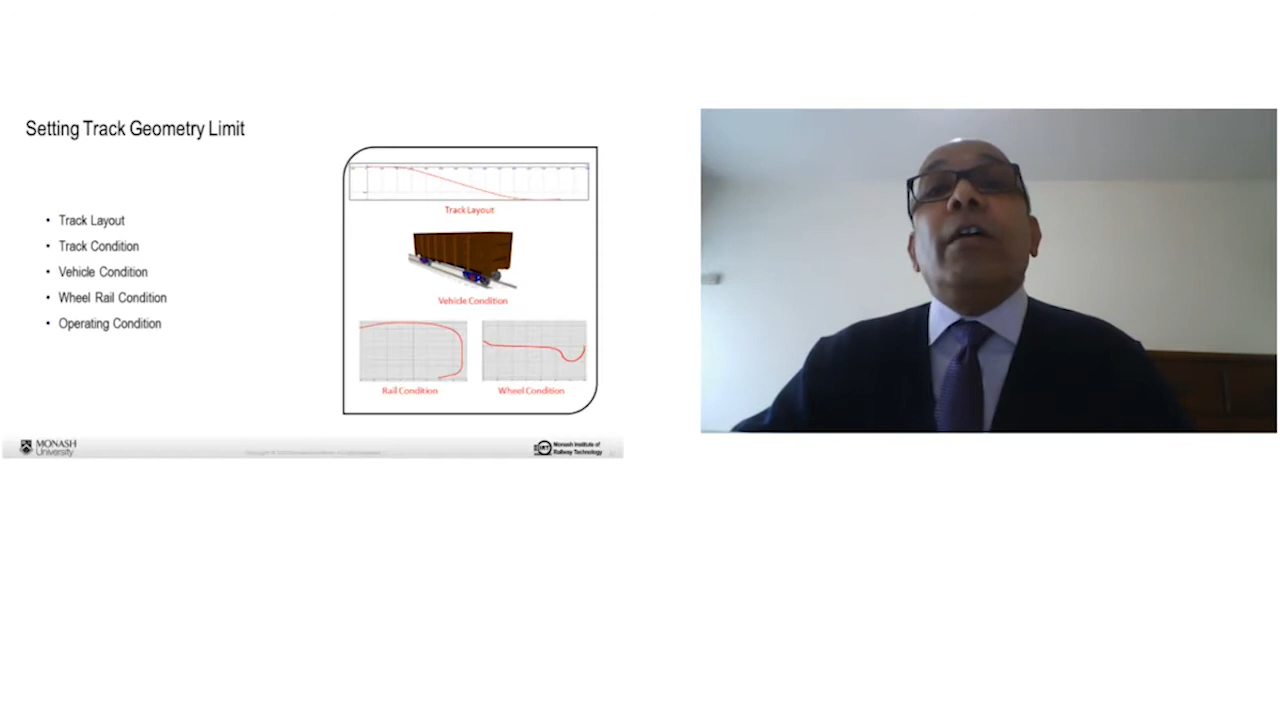 Setting Track Geometry Limit
• Track Layout
• Track Condition
• Vehicle Condition
• Wheel Rail Condition
• Operating Condition
Track Layout
Vehicle Condition
Rail Condition
Wheel Condition
MONASH
University
Monash Institute of
Railway Technology